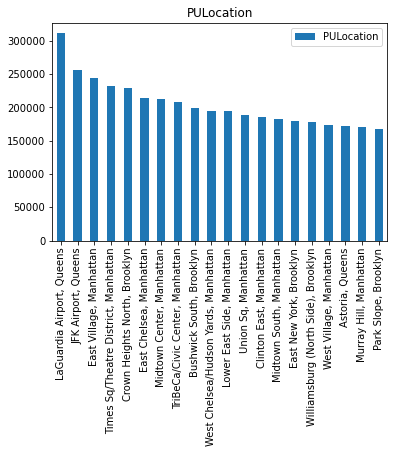 PULocation
PULocation
300000
250000
200000
150000
100000
50000
0
LaGuardia Airport, Queens
JFK Airport, Queens
East Village, Manhattan
Times Sq/Theatre District, Manhattan
Crown Heights North, Brooklyn
East Chelsea, Manhattan
Midtown Center, Manhattan
TriBeCa/Civic Center, Manhattan
Bushwick South, Brooklyn
West Chelsea/Hudson Yards, Manhattan
Lower East Side, Manhattan
Union Sq, Manhattan
Clinton East, Manhattan
Midtown South, Manhattan
East New York, Brooklyn
Williamsburg (North Side), Brooklyn
West Village, Manhattan
Astoria, Queens
Murray Hill, Manhattan
Park Slope, Brooklyn